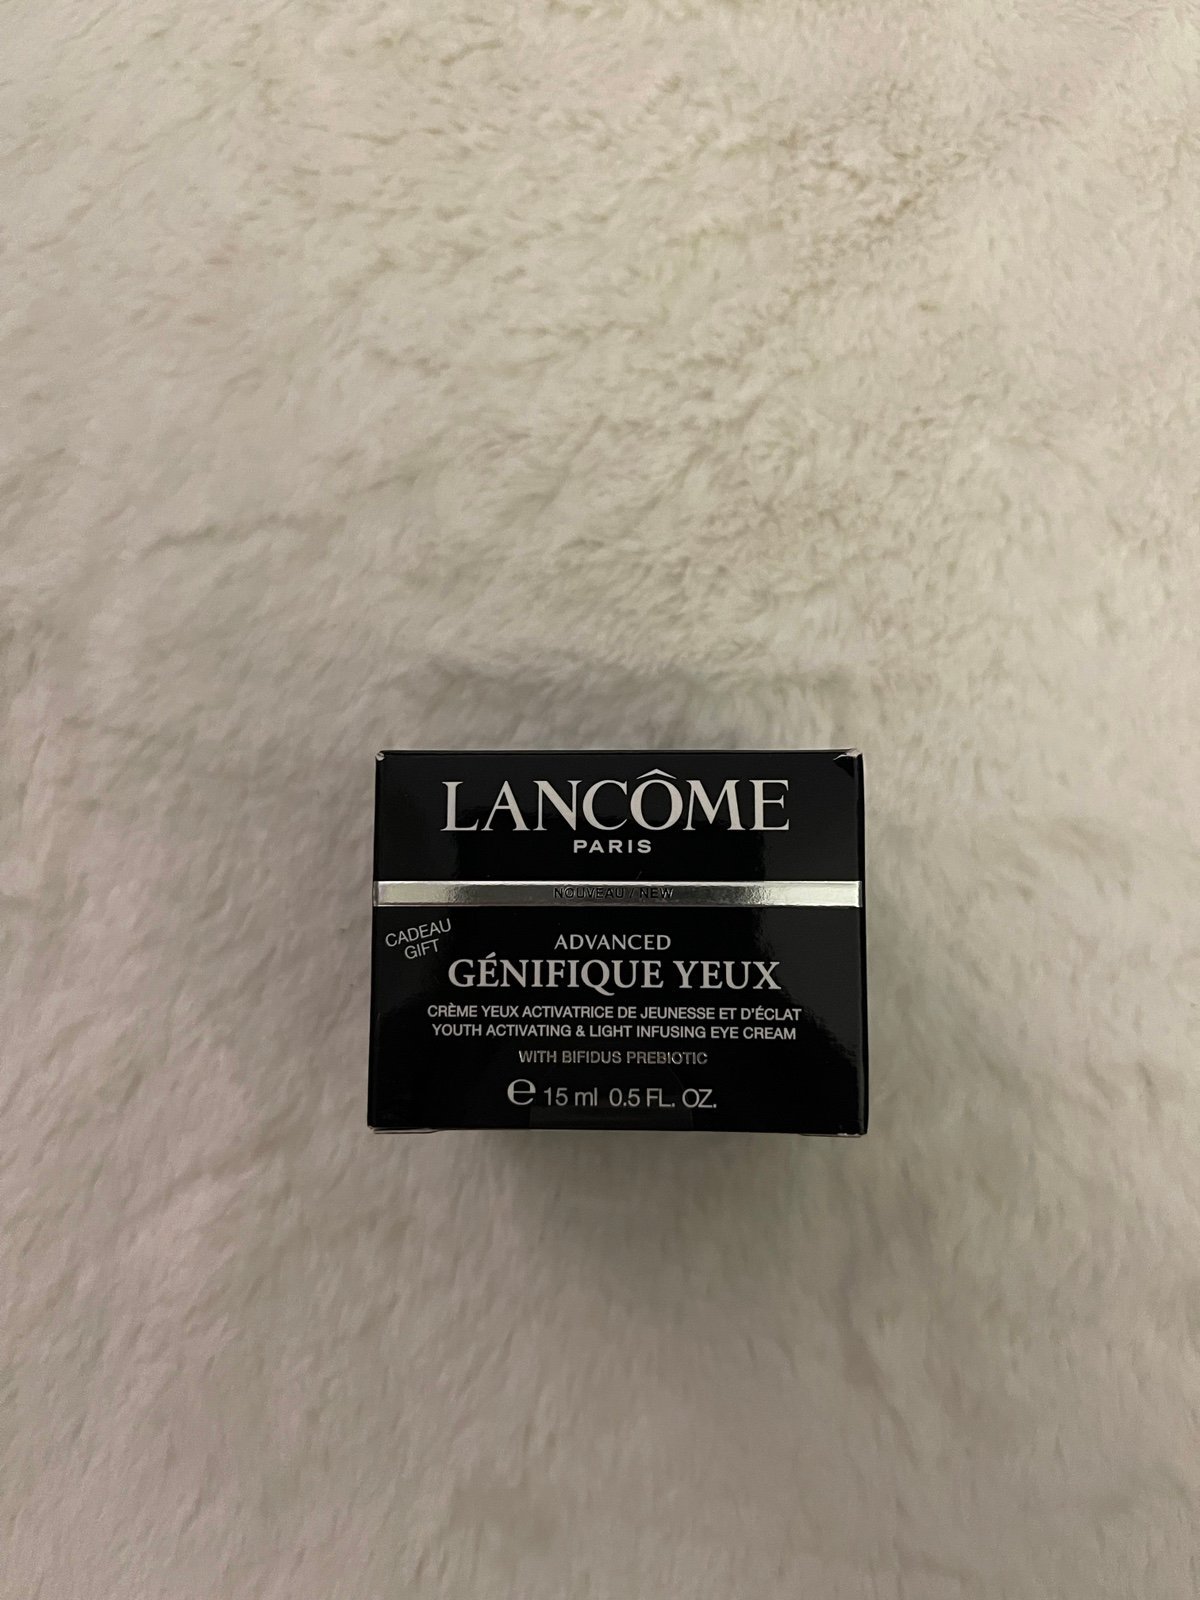 LANCÔME
PARIS
NOUVEAU / NEW
CADEAU
GIFT
ADVANCED
GÉNIFIQUE YEUX
CRÈME YEUX ACTIVATRICE DE JEUNESSE ET D'ÉCLAT
YOUTH ACTIVATING & LIGHT INFUSING EYE CREAM
WITH BIFIDUS PREBIOTIC
℮ 15 ml 0.5 FL. OZ.